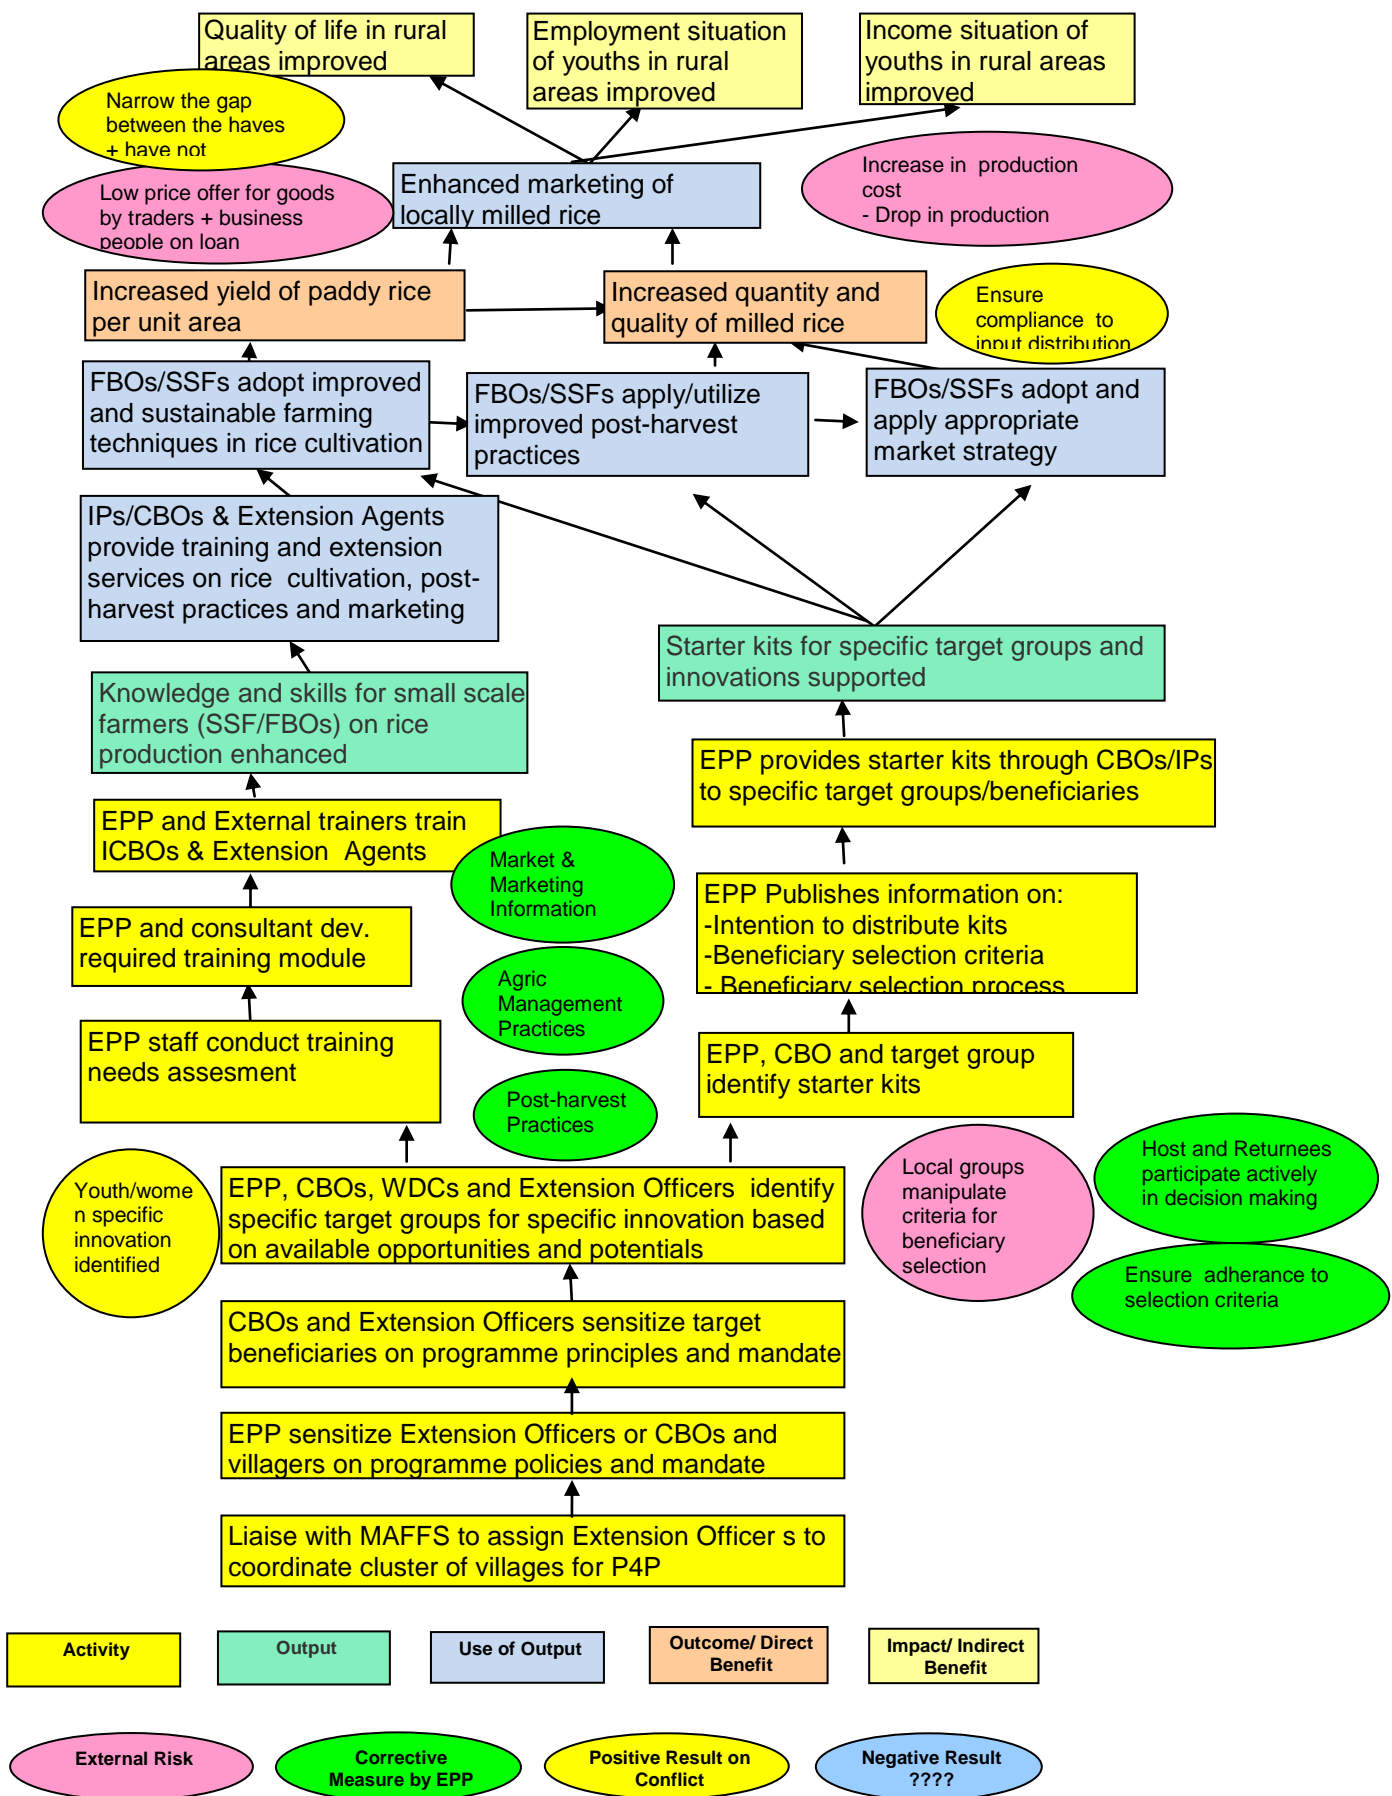 Quality of life in rural
areas improved
Employment situation
of youths in rural
areas improved
Income situation of
youths in rural areas
improved
Narrow the gap
between the haves
+ have not
Low price offer for goods
by traders + business
people on loan
Enhanced marketing of
locally milled rice
Increase in production
cost
- Drop in production
Increased yield of paddy rice
per unit area
Increased quantity and
quality of milled rice
Ensure
compliance to
input distribution
FBOs/SSFs adopt improved
and sustainable farming
techniques in rice cultivation
FBOs/SSFs apply/utilize
improved post-harvest
practices
FBOs/SSFs adopt and
apply appropriate
market strategy
IPs/CBOs & Extension Agents
provide training and extension
services on rice cultivation, post-
harvest practices and marketing
Starter kits for specific target groups and
innovations supported
Knowledge and skills for small scale
farmers (SSF/FBOs) on rice
production enhanced
EPP provides starter kits through CBOs/IPs
to specific target groups/beneficiaries
EPP and External trainers train
ICBOs & Extension Agents
Market &
Marketing
Information
EPP Publishes information on:
-Intention to distribute kits
-Beneficiary selection criteria
- Beneficiary selection process
EPP and consultant dev.
required training module
Agric
Management
Practices
EPP staff conduct training
needs assesment
EPP, CBO and target group
identify starter kits
Post-harvest
Practices
Youth/wome
n specific
innovation
identified
EPP, CBOs, WDCs and Extension Officers identify
specific target groups for specific innovation based
on available opportunities and potentials
Local groups
manipulate
criteria for
beneficiary
selection
Host and Returnees
participate actively
in decision making
Ensure adherance to
selection criteria
CBOs and Extension Officers sensitize target
beneficiaries on programme principles and mandate
EPP sensitize Extension Officers or CBOs and
villagers on programme policies and mandate
Liaise with MAFFS to assign Extension Officer s to
coordinate cluster of villages for P4P
Activity
Output
Use of Output
Outcome/ Direct
Benefit
Impact/ Indirect
Benefit
External Risk
Corrective
Measure by EPP
Positive Result on
Conflict
Negative Result
????